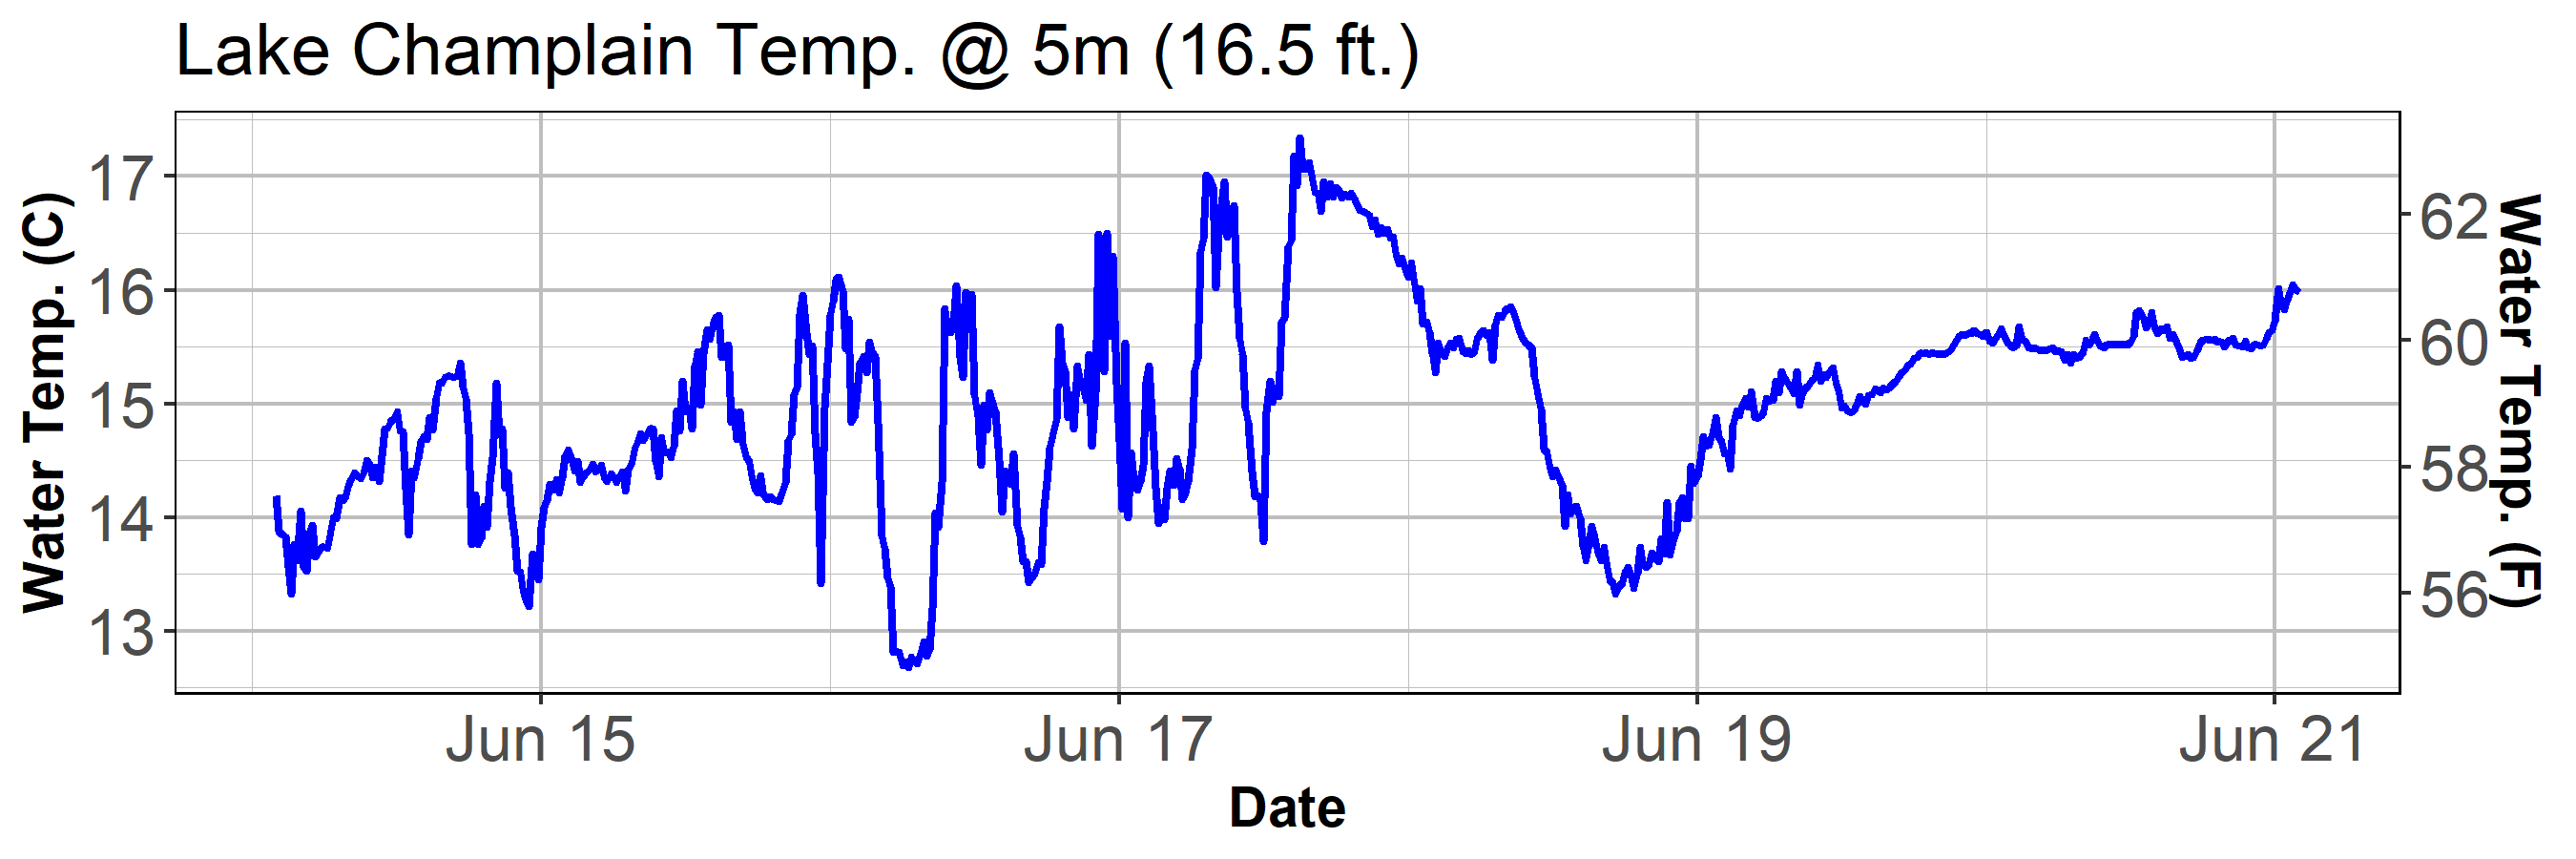 Lake Champlain Temp. @ 5m (16.5 ft.)
Water Temp. (C)
17
16
15
14
13
62
60
58
56
Water Temp. (F)
Jun 15
Jun 17
Jun 19
Jun 21
Date